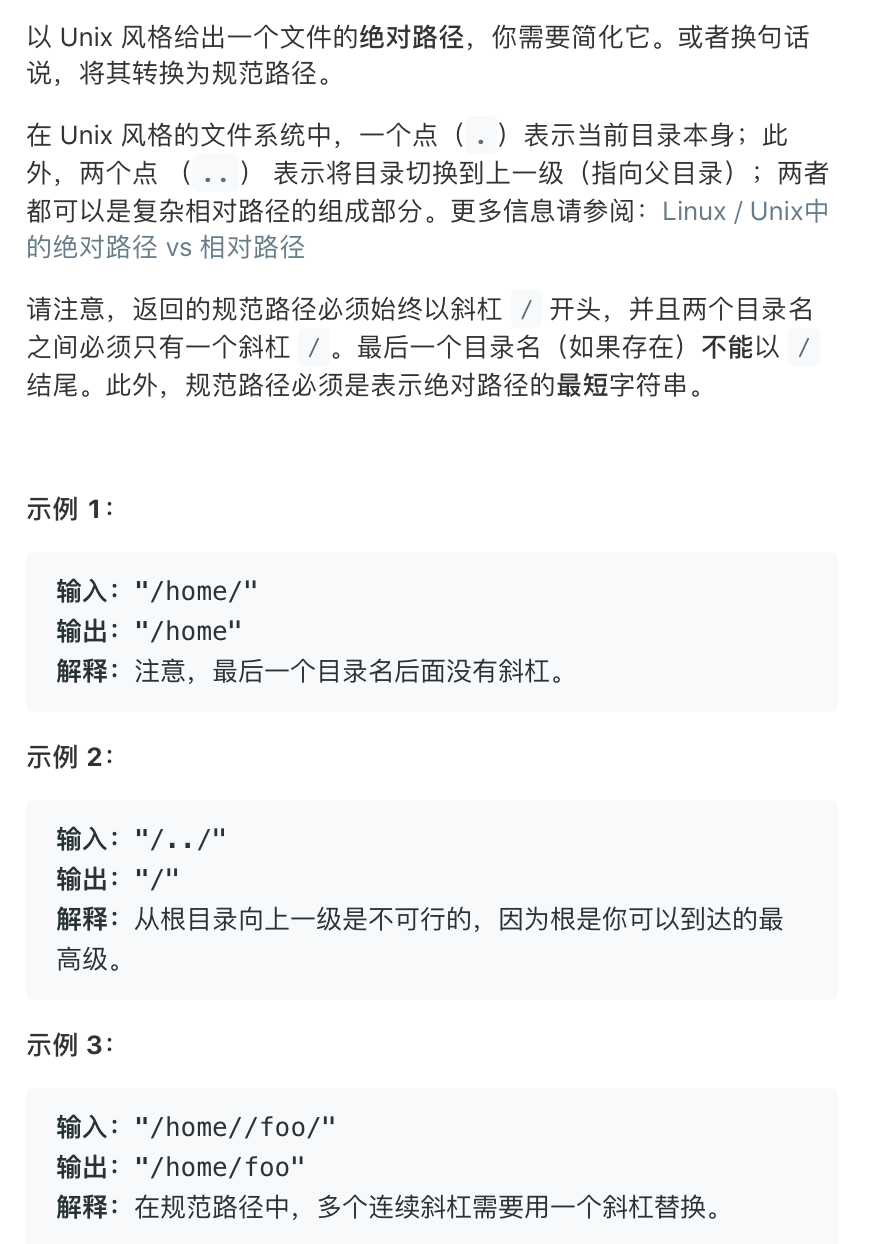 以 Unix 风格给出一个文件的绝对路径，你需要简化它。或者换句话
说，将其转换为规范路径。
在 Unix 风格的文件系统中，一个点（.）表示当前目录本身；此
外，两个点 （..） 表示将目录切换到上一级（指向父目录）；两者
都可以是复杂相对路径的组成部分。更多信息请参阅：Linux / Unix中
的绝对路径 vs 相对路径
请注意，返回的规范路径必须始终以斜杠 / 开头，并且两个目录名
之间必须只有一个斜杠 /。最后一个目录名（如果存在）不能以 /
结尾。此外，规范路径必须是表示绝对路径的最短字符串。
示例 1：
输入："/home/"
输出："/home"
解释：注意，最后一个目录名后面没有斜杠。
示例 2：
输入："/../"
输出："/"
解释：从根目录向上一级是不可行的，因为根是你可以到达的最
高级。
示例 3：
输入："/home//foo/"
输出："/home/foo"
解释：在规范路径中，多个连续斜杠需要用一个斜杠替换。